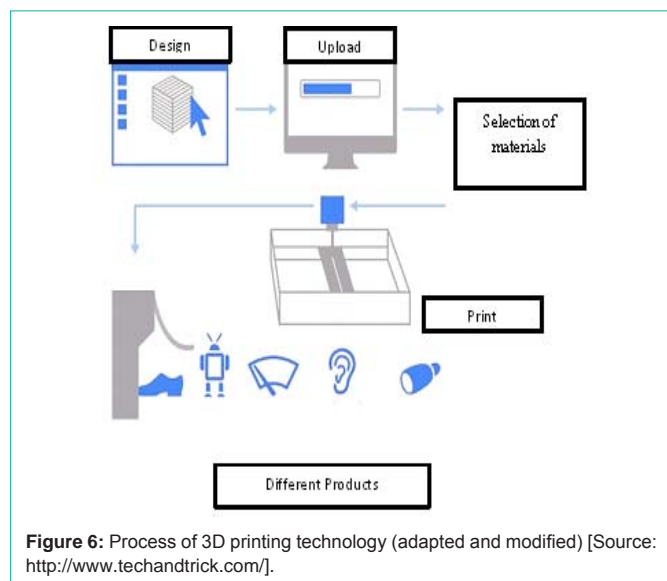 Design
Upload
Selection of
materials
Print
Different Products
Figure 6: Process of 3D printing technology (adapted and modified) [Source:
http://www.techandtrick.com/].